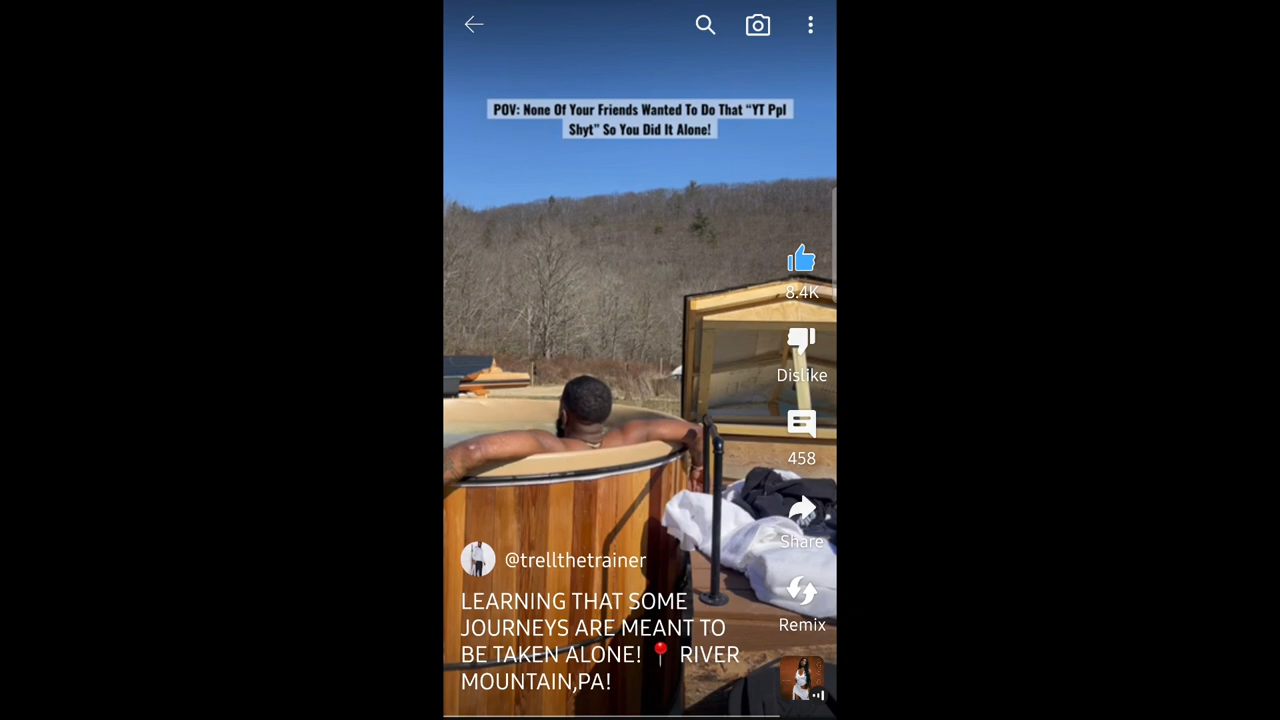 POV: None Of Your Friends Wanted To Do That “YT Ppl
Shyt” So You Did It Alone!
8.4K
Dislike
458
Share
@trellthetrainer
LEARNING THAT SOME
JOURNEYS ARE MEANT TO
BE TAKEN ALONE! 📍 RIVER
MOUNTAIN,PA!
Remix